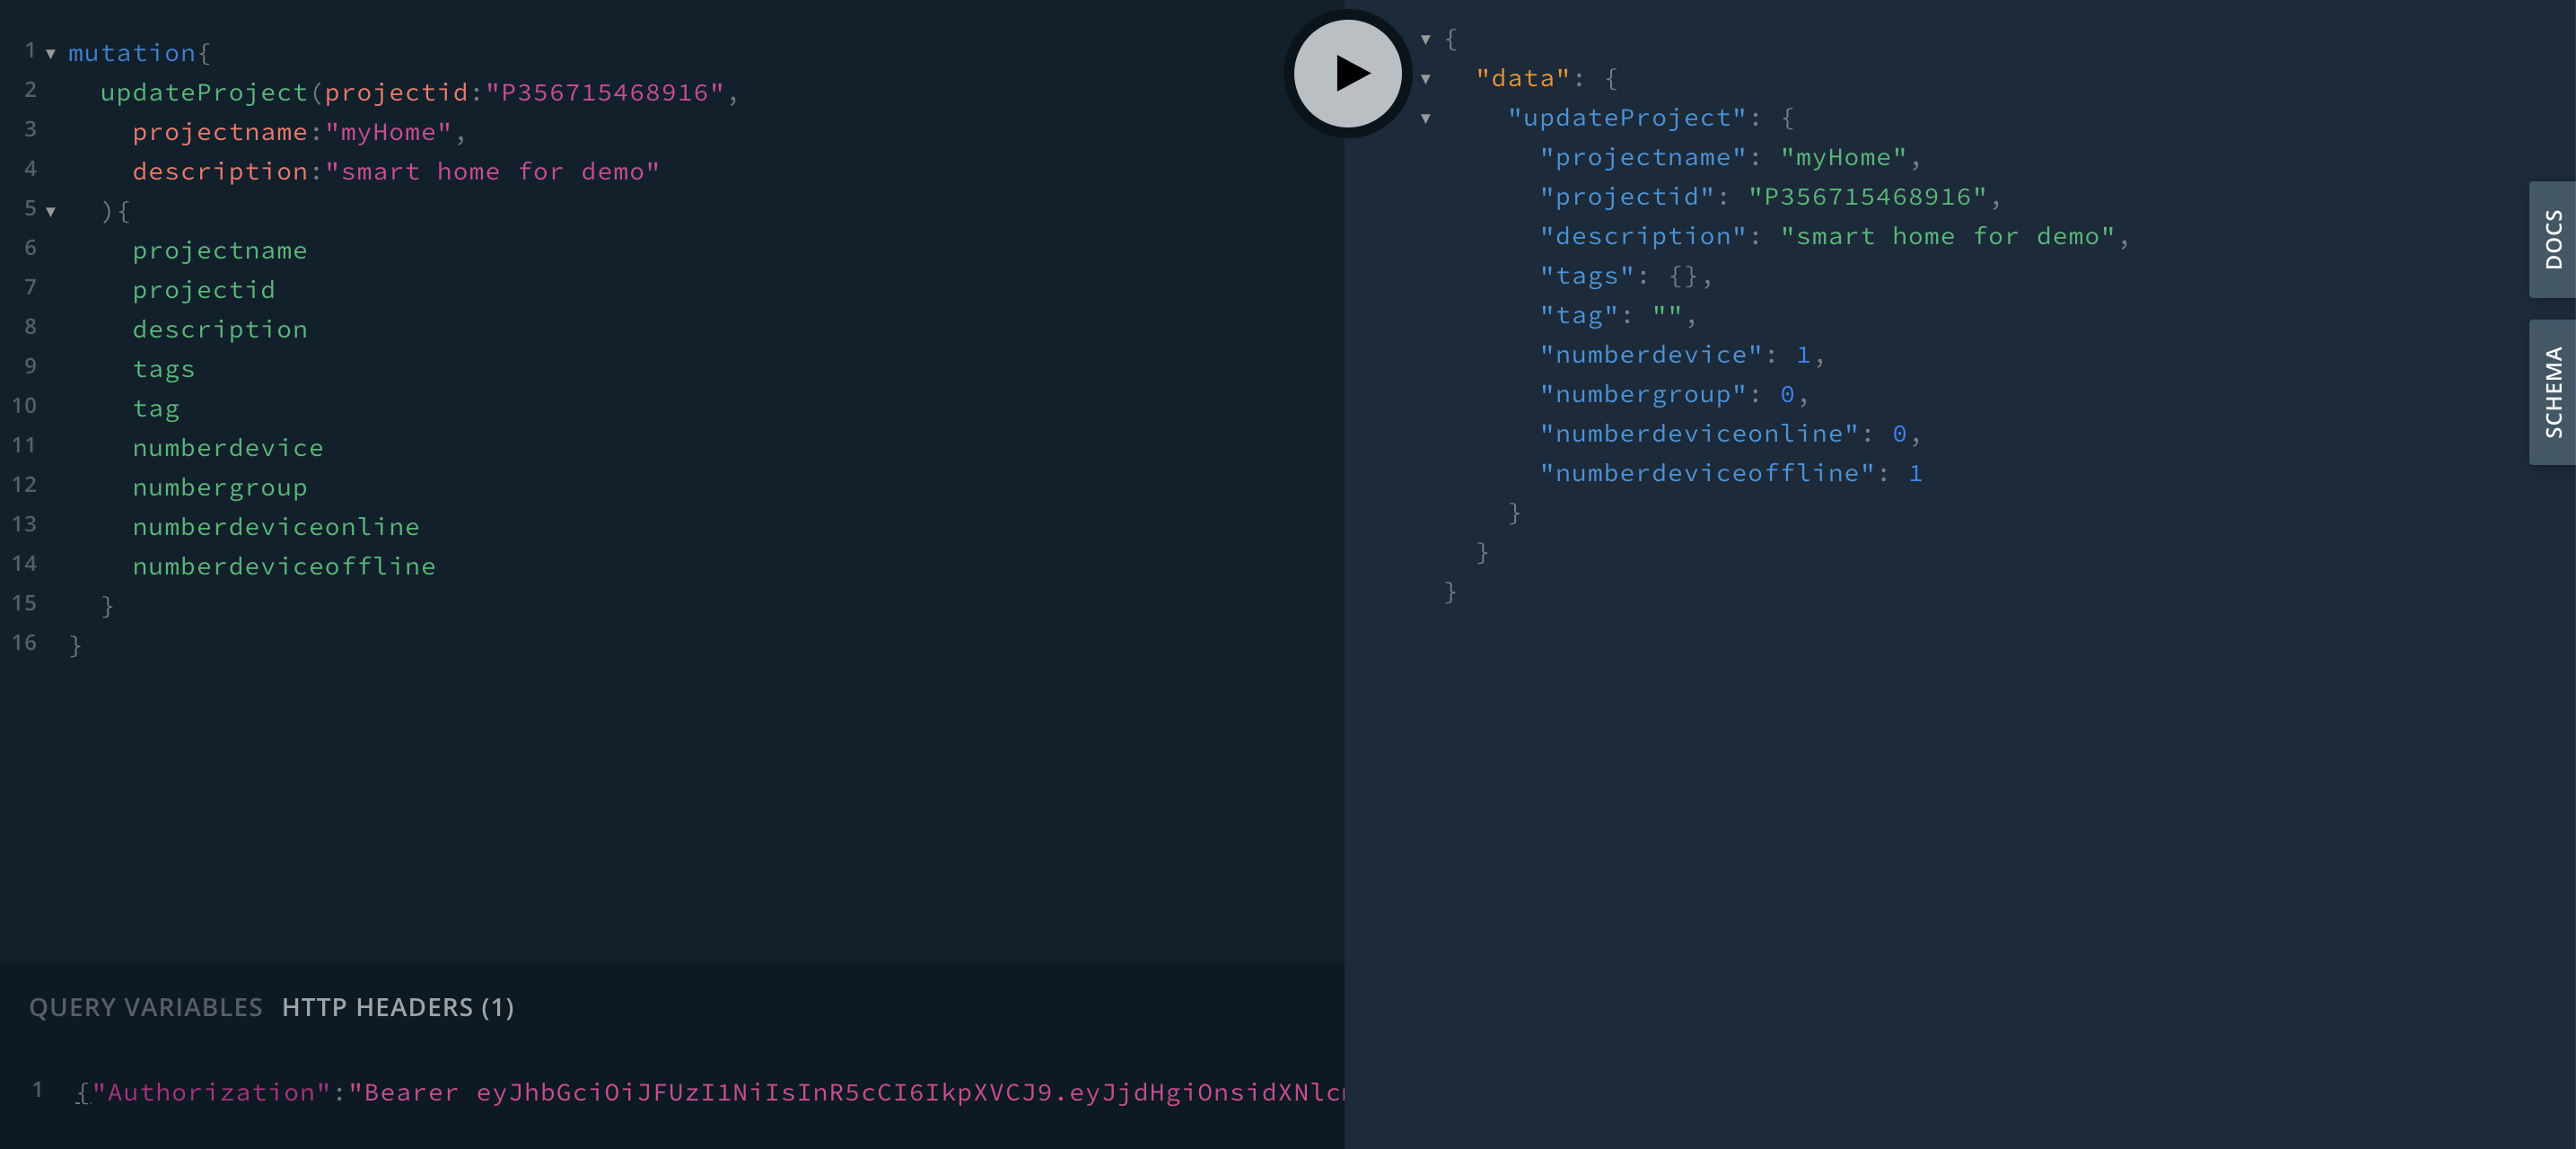 1 mutation{
2 updateProject(projectid:"P356715468916",
3 projectname:"myHome",
4 description:"smart home for demo"
5 ){
6 projectname
7 projectid
8 description
9 tags
10 tag
11 numberdevice
12 numbergroup
13 numberdeviceonline
14 numberdeviceoffline
15 }
16 }
QUERY VARIABLES HTTP HEADERS (1)
1 {"Authorization":"Bearer eyJhbGciOiJFUzI1NiIsInR5cCI6IkpXVCJ9.eyJjdHgiOnsidXNlc
{
"data": {
"updateProject": {
"projectname": "myHome",
"projectid": "P356715468916",
"description": "smart home for demo",
"tags": {},
"tag": "",
"numberdevice": 1,
"numbergroup": 0,
"numberdeviceonline": 0,
"numberdeviceoffline": 1
}
}
}
DOCS
SCHEMA